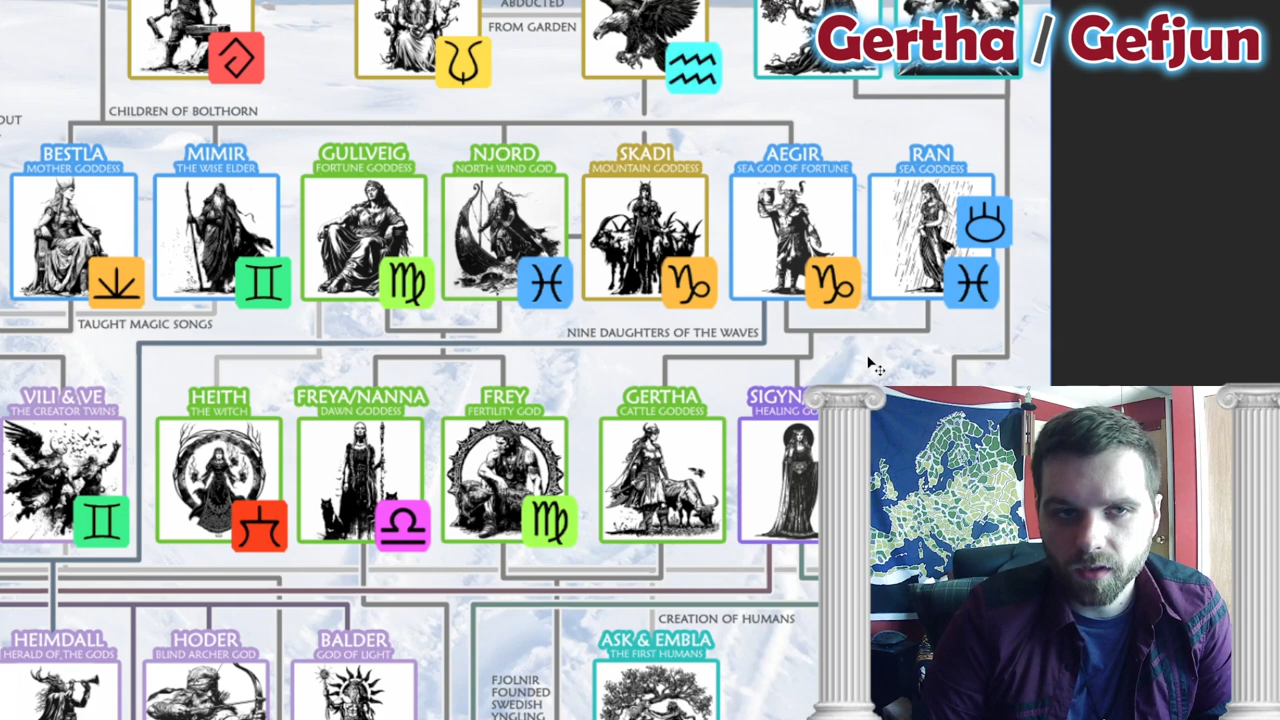 ABDUCTED
FROM GARDEN
Gertha / Gefjun
CHILDREN OF BOLTHORN
OUT
BESTLA
MOTHER GODDESS
MIMIR
THE WISE ELDER
GULLVEIG
FORTUNE GODDESS
NJORD
NORTH WIND GOD
SKADI
MOUNTAIN GODDESS
AEGIR
SEA GOD OF FORTUNE
RAN
SEA GODDESS
TAUGHT MAGIC SONGS
NINE DAUGHTERS OF THE WAVES
VILI & VE
THE CREATOR TWINS
HEITH
THE WITCH
FREYA/NANNA
DAWN GODDESS
FREY
FERTILITY GOD
GERTHA
CATTLE GODDESS
SIGYN
HEALING GO
CREATION OF HUMANS
HEIMDALL
HERALD OF THE GODS
HODER
BLIND ARCHER GOD
BALDER
GOD OF LIGHT
ASK & EMBLA
THE FIRST HUMANS
FJOLNIR
FOUNDED
SWEDISH
YNGLING